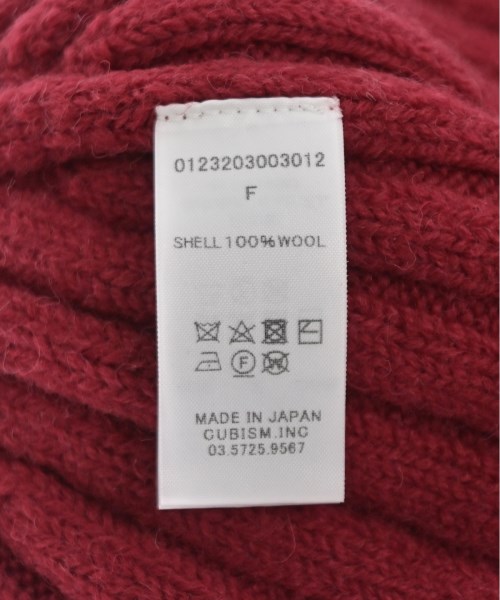 0123203003012
F
SHELL 100%WOOL
F
MADE IN JAPAN
CUBISM.INC
03.5725.9567